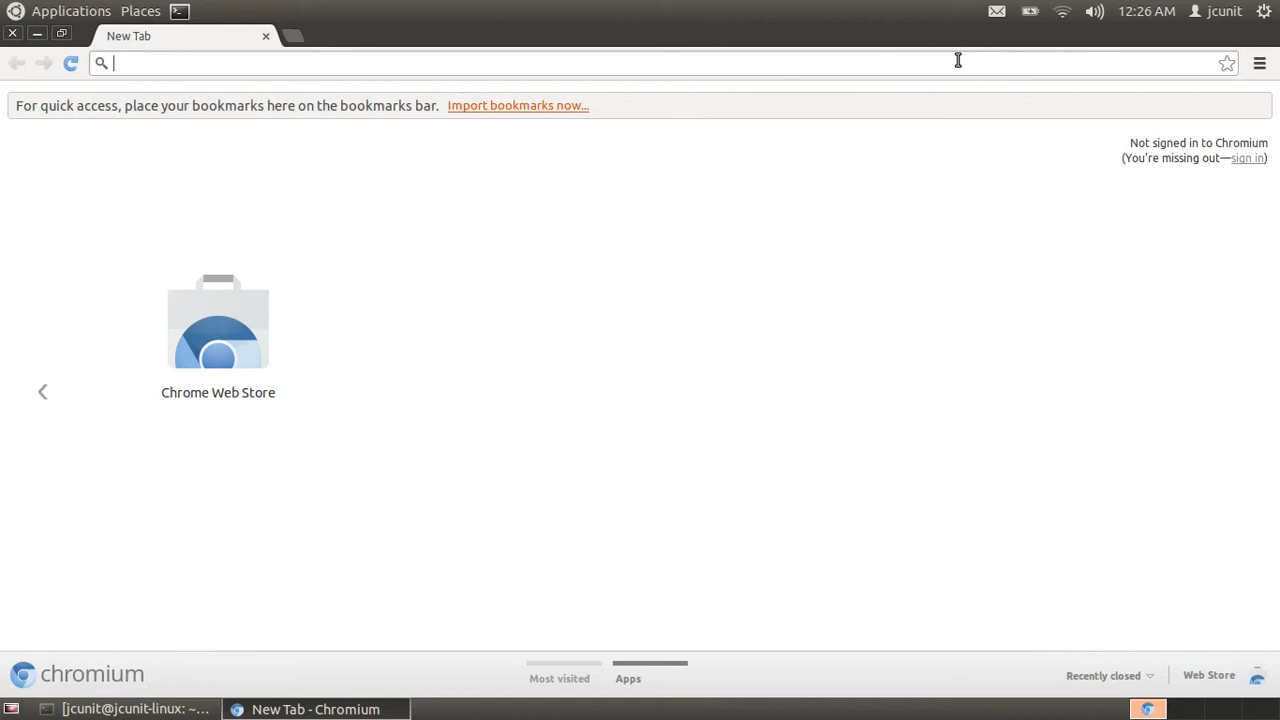 Applications Places 12:26 AM jcunit
New Tab
For quick access, place your bookmarks here on the bookmarks bar. Import bookmarks now...
Not signed in to Chromium
(You're missing out—sign in)
Chrome Web Store
chromium Most visited Apps Recently closed Web Store
[jcunit@jcunit-linux: ~... New Tab - Chromium